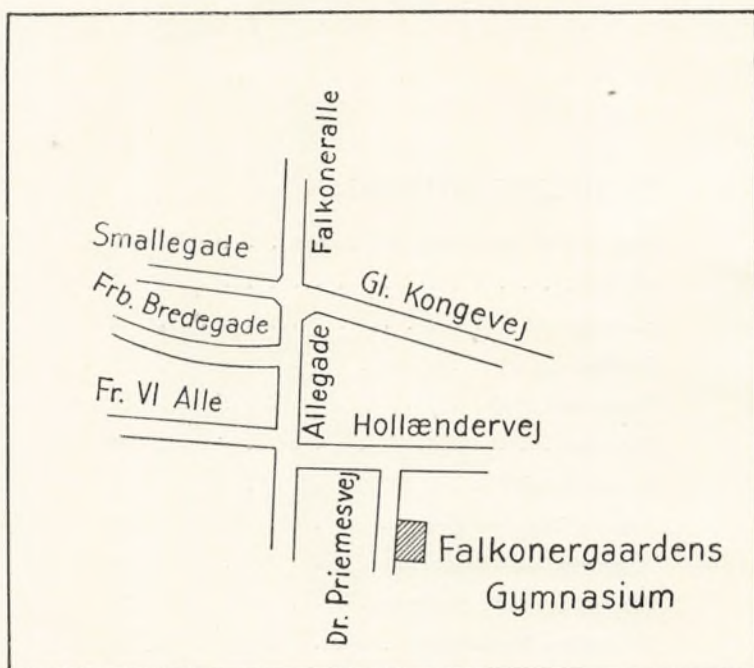 Falkoneralle
Smallegade
Gl. Kongevej
Frb. Bredegade
Allegade
Fr. VI Alle
Hollændervej
Dr. Priemesvej
Falkonergaardens
Gymnasium